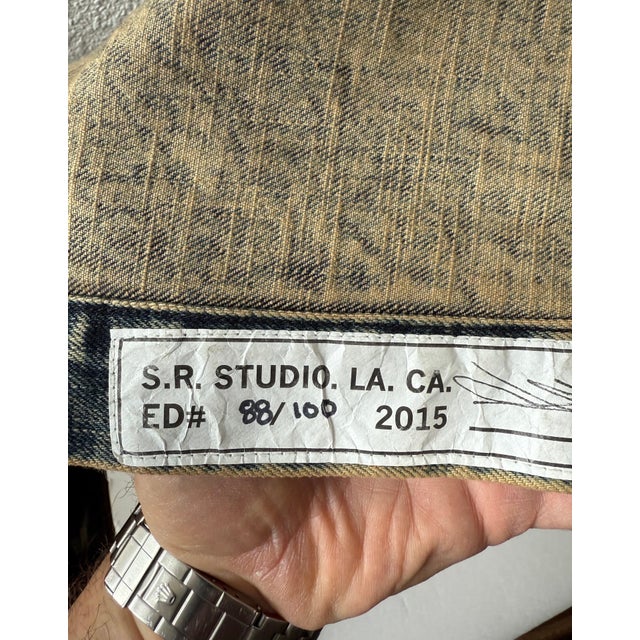 S.R. STUDIO. LA. CA.
ED# 88/100 2015